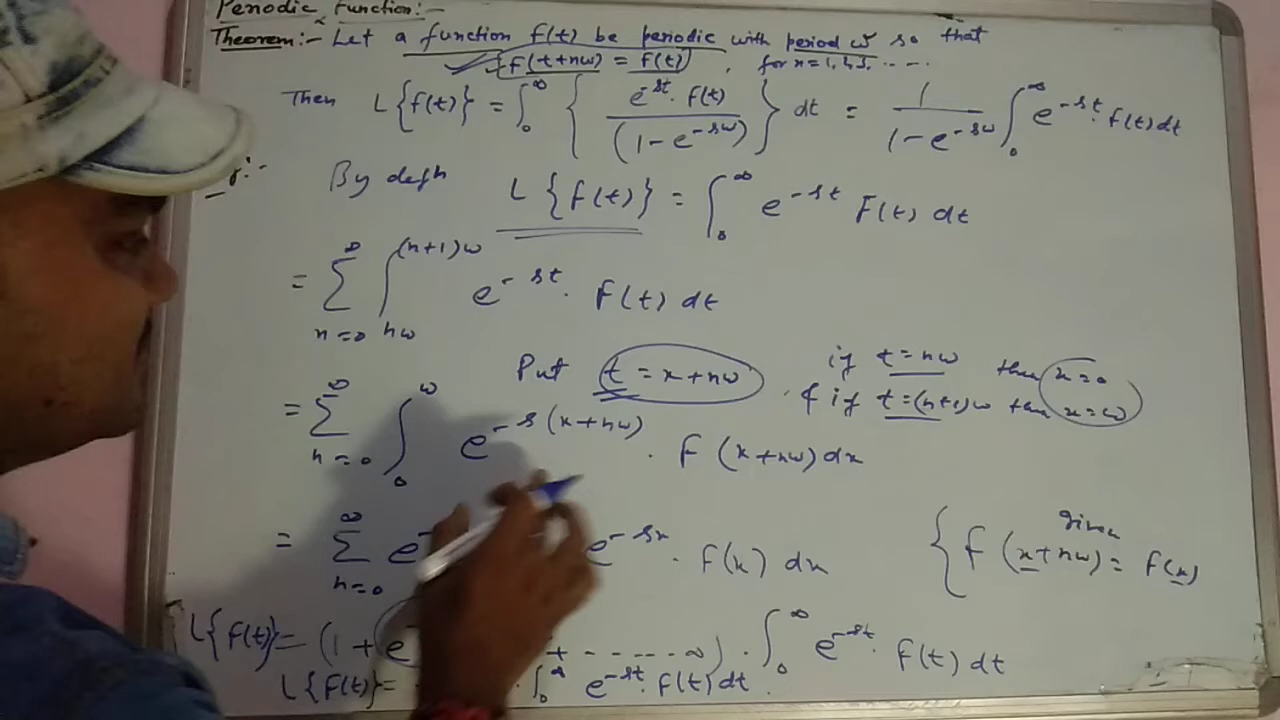 Periodic Function:-
Theorem:- Let a function f(t) be periodic with period ω so that
f(t+nω) = f(t), for n=1, 2, 3, .....
Then L{f(t)} = ∫₀^∞ { e^-st. f(t) / (1-e^-sω) } dt = 1 / 1-e^-sω ∫₀^∞ e^-st. f(t) dt
By defn L{f(t)} = ∫₀^∞ e^-st F(t) dt
= Σ_{n=0}^∞ ∫_{nω}^{(n+1)ω} e^-st. F(t) dt
Put t = x+nω if t=nω then x=0
& if t=(n+1)ω then x=ω
= Σ_{n=0}^∞ ∫₀^ω e^-s(x+nω). F(x+nω) dx
= Σ_{n=0}^∞ e^- e^-sx. f(x) dx {given f(x+nω) = f(x)
L{f(t)} = (1 + e + ------ ∞). ∫₀^∞ e^-st. f(t) dt
L{f(t)} = . ∫₀ e^-st. f(t) dt.